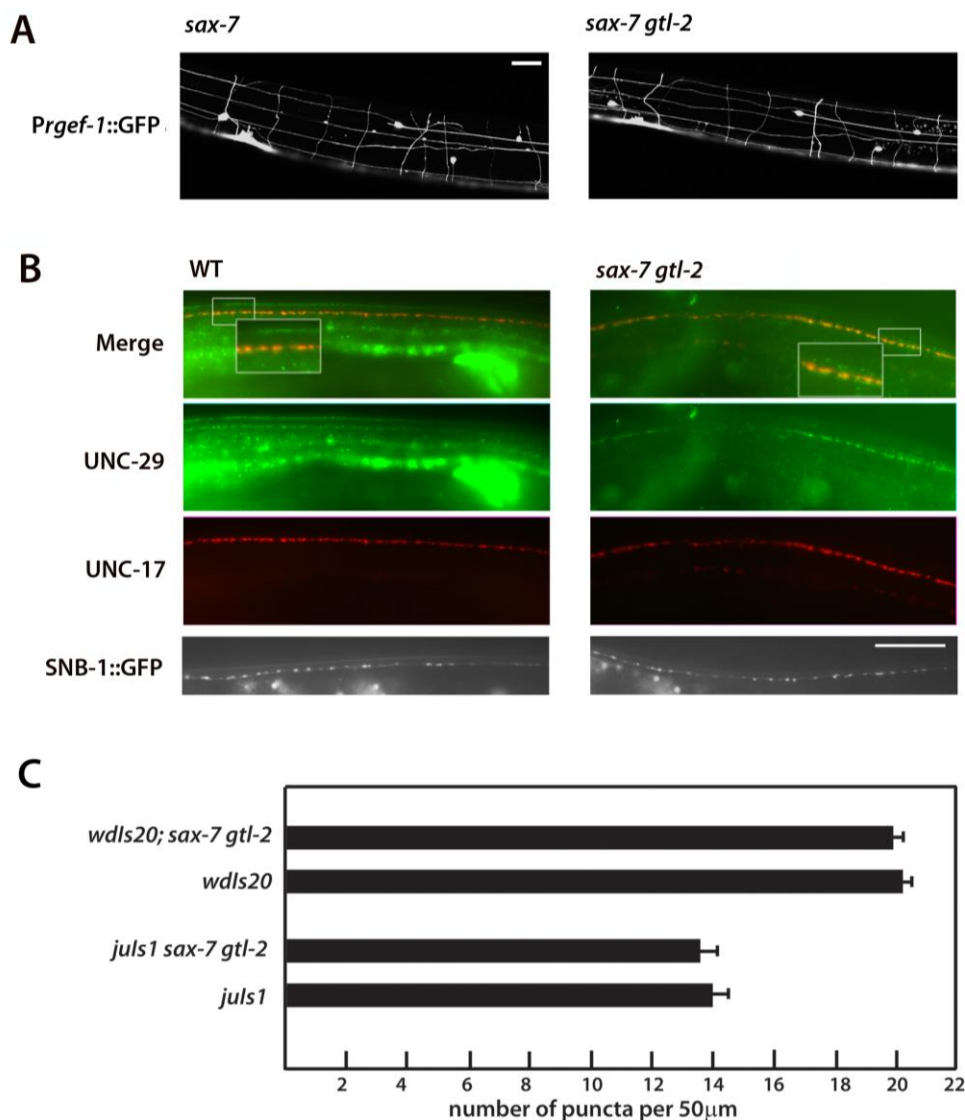 A
sax-7
sax-7 gtl-2
Prgef-1::GFP
B
WT
sax-7 gtl-2
Merge
UNC-29
UNC-17
SNB-1::GFP
C
wdIs20; sax-7 gtl-2
wdIs20
juIs1 sax-7 gtl-2
juIs1
2 4 6 8 10 12 14 16 18 20 22
number of puncta per 50μm